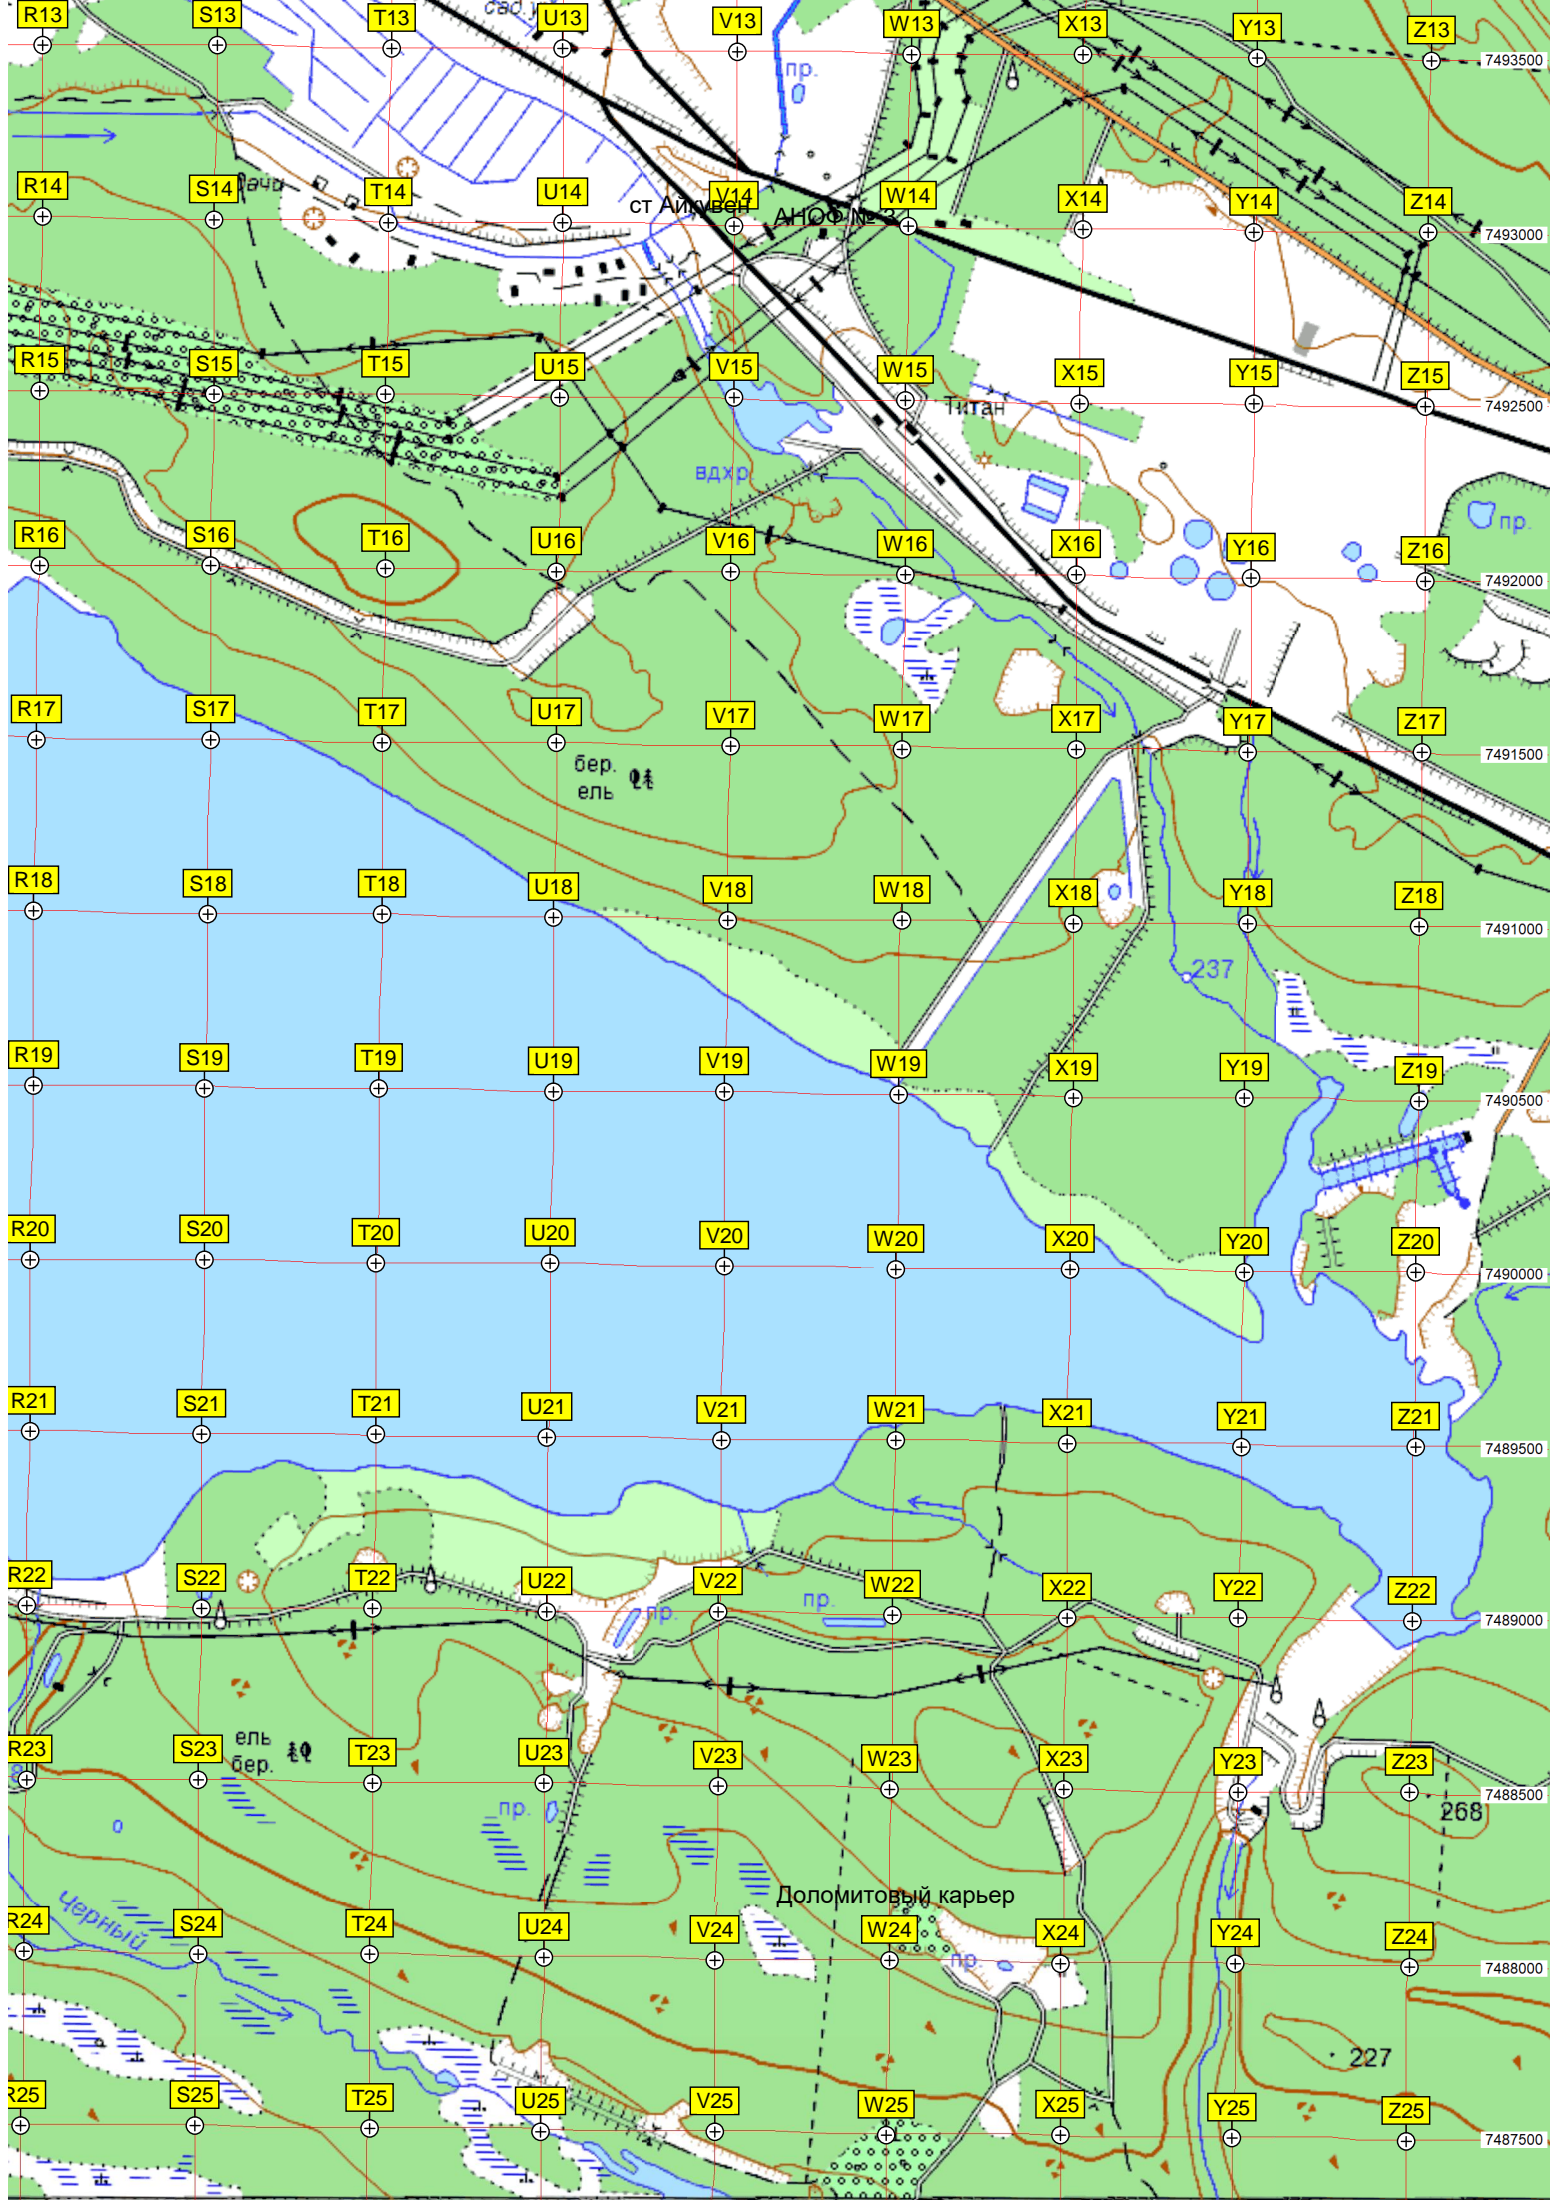 сад.уч
R13 S13 T13 U13 V13 W13 X13 Y13 Z13
7493500
пр.
R14 S14 T14 U14 V14 W14 X14 Y14 Z14
ст Айкувен АНОФ № 3
7493000
R15 S15 T15 U15 V15 W15 X15 Y15 Z15
Титан
7492500
вдхр
пр.
R16 S16 T16 U16 V16 W16 X16 Y16 Z16
7492000
R17 S17 T17 U17 V17 W17 X17 Y17 Z17
7491500
бер.
ель
R18 S18 T18 U18 V18 W18 X18 Y18 Z18
7491000
237
R19 S19 T19 U19 V19 W19 X19 Y19 Z19
7490500
R20 S20 T20 U20 V20 W20 X20 Y20 Z20
7490000
R21 S21 T21 U21 V21 W21 X21 Y21 Z21
7489500
R22 S22 T22 U22 V22 W22 X22 Y22 Z22
пр. пр.
7489000
ель
бер.
R23 S23 T23 U23 V23 W23 X23 Y23 Z23
7488500
8
пр.
268
Доломитовый карьер
Черный
R24 S24 T24 U24 V24 W24 X24 Y24 Z24
пр.
7488000
227
R25 S25 T25 U25 V25 W25 X25 Y25 Z25
7487500